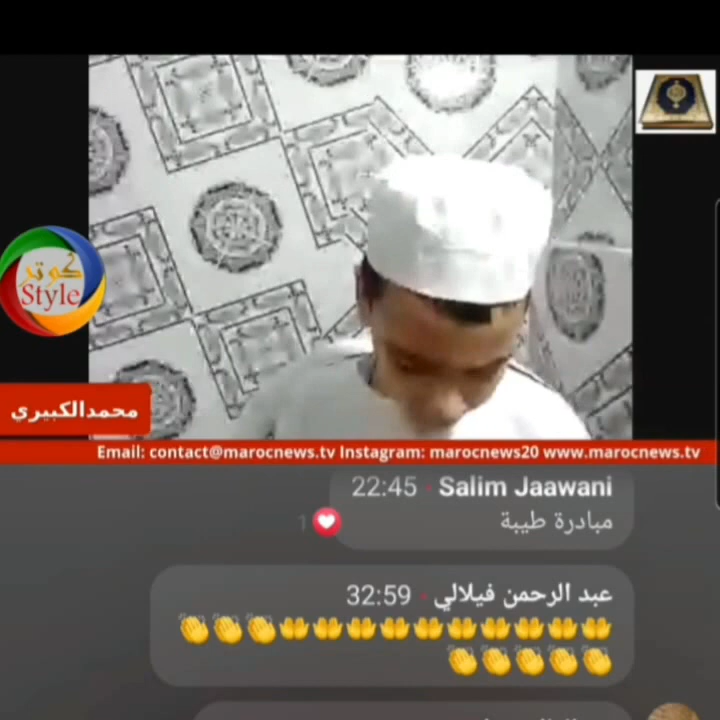 كوثر
Style
محمدالكبيري
Email: contact@marocnews.tv Instagram: marocnews20 www.marocnews.tv
Salim Jaawani 22:45
مبادرة طيبة
1
عبد الرحمن فيلالي 32:59
🤲🤲🤲🤲🤲🤲🤲🤲🤲🤲👏👏👏
👏👏👏👏👏